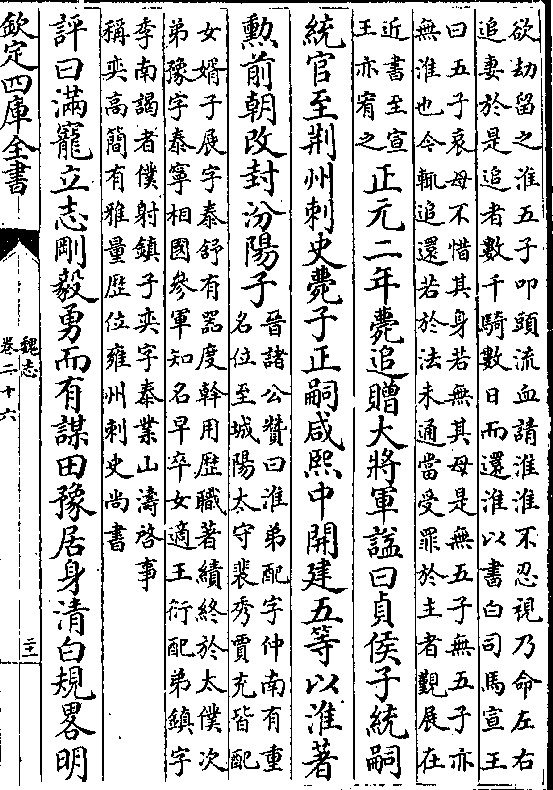 欲劫留之淮五子叩頭流血請淮淮不忍視乃命左右
追妻於是追者數千騎數日而還淮以書白司馬宣王
曰五子哀母不惜其身若無其母是無五子無五子亦
無淮也今輙追還若於法未通當受罪於主者覲展在
近書至宣
王亦宥之
正元二年薨追贈大將軍諡曰貞侯子統嗣
統官至荆州刺史薨子正嗣咸熙中開建五等以淮著
勲前朝改封汾陽子
晉諸公贊曰淮弟配字仲南有重
名位至城陽太守裴秀賈充皆配
女婿子展字泰舒有器度幹用歴職著績終於太僕次
弟豫字泰寧相國參軍知名早卒女適王衍配弟鎮字
季南謁者僕射鎮子奕字泰業山濤啓事
稱奕高簡有雅量歴位雍州刺史尚書
評曰滿寵立志剛毅勇而有謀田豫居身清白規畧明
欽定四庫全書
魏志
卷二十六
二十